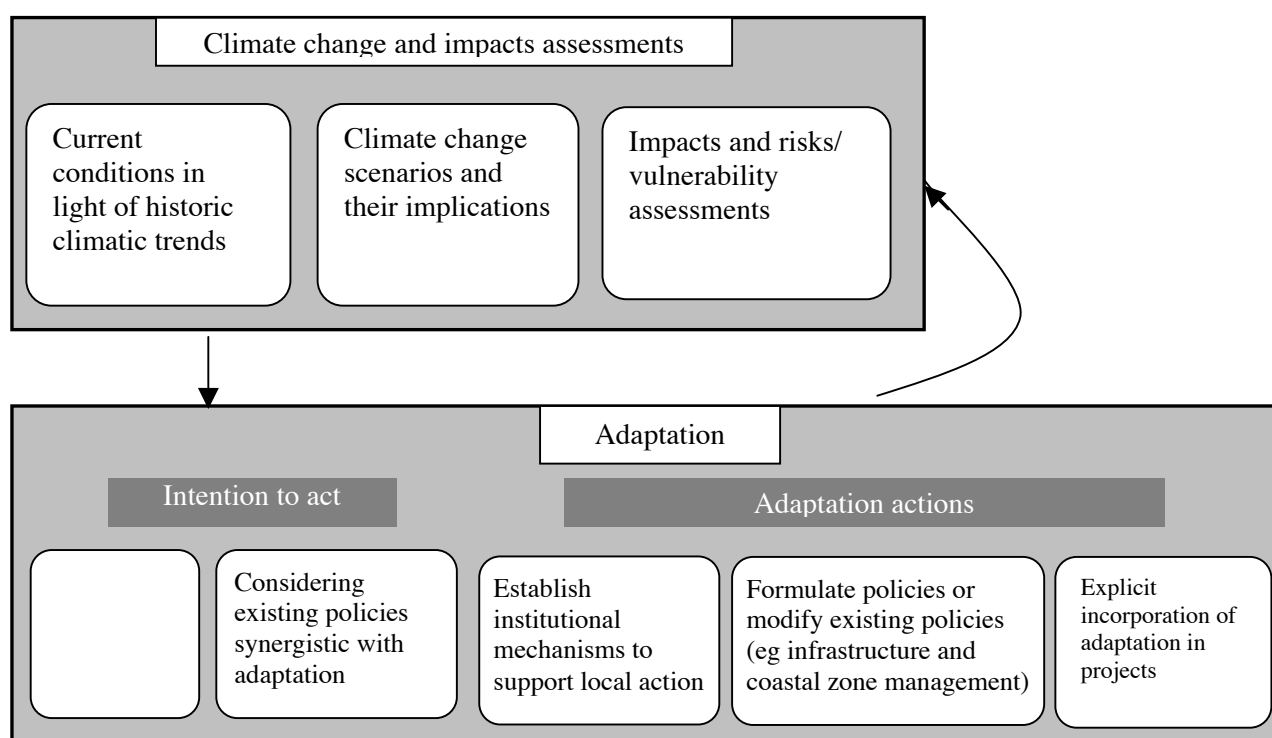 Climate change and impacts assessments
Current
conditions in
light of historic
climatic trends
Climate change
scenarios and
their implications
Impacts and risks/
vulnerability
assessments
Adaptation
Intention to act
Adaptation actions
Considering
existing policies
synergistic with
adaptation
Establish
institutional
mechanisms to
support local action
Formulate policies or
modify existing policies
(eg infrastructure and
coastal zone management)
Explicit
incorporation of
adaptation in
projects